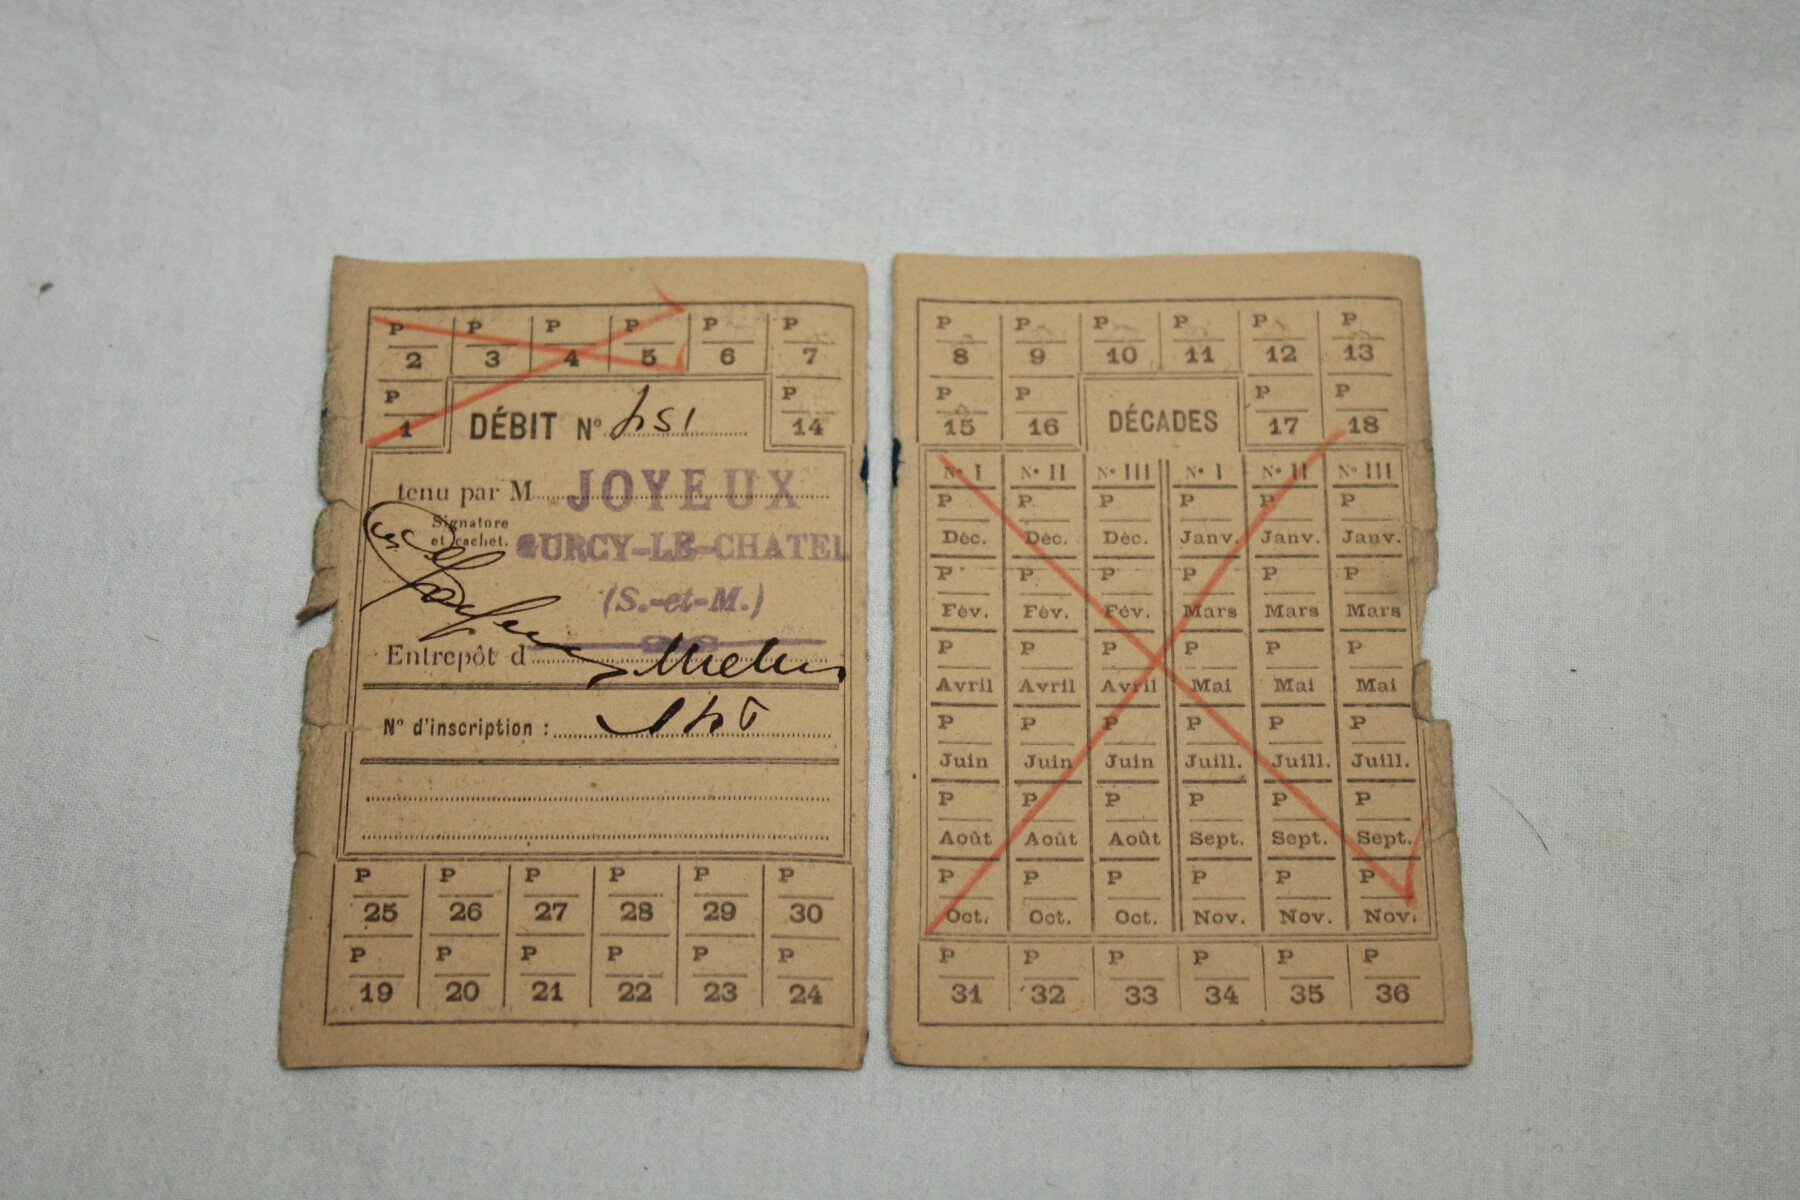 P P P P P P
2 3 4 5 6 7
P P
1 14
DÉBIT N°
tenu par M JOYEUX
Signature
et cachet.
GURCY-LE-CHATEL
(S.-et-M.)
Entrepôt d Melun
N° d'inscription :
P P P P P P
25 26 27 28 29 30
P P P P P P
19 20 21 22 23 24
P P P P P P
8 9 10 11 12 13
P P P P
15 16 17 18
DÉCADES
N° I N° II N° III N° I N° II N° III
P P P P P P
Déc. Déc. Déc. Janv. Janv. Janv.
P P P P P P
Fév. Fév. Fév. Mars Mars Mars
P P P P P P
Avril Avril Avril Mai Mai Mai
P P P P P P
Juin Juin Juin Juill. Juill. Juill.
P P P P P P
Août Août Août Sept. Sept. Sept.
P P P P P P
Oct. Oct. Oct. Nov. Nov. Nov.
P P P P P P
31 32 33 34 35 36